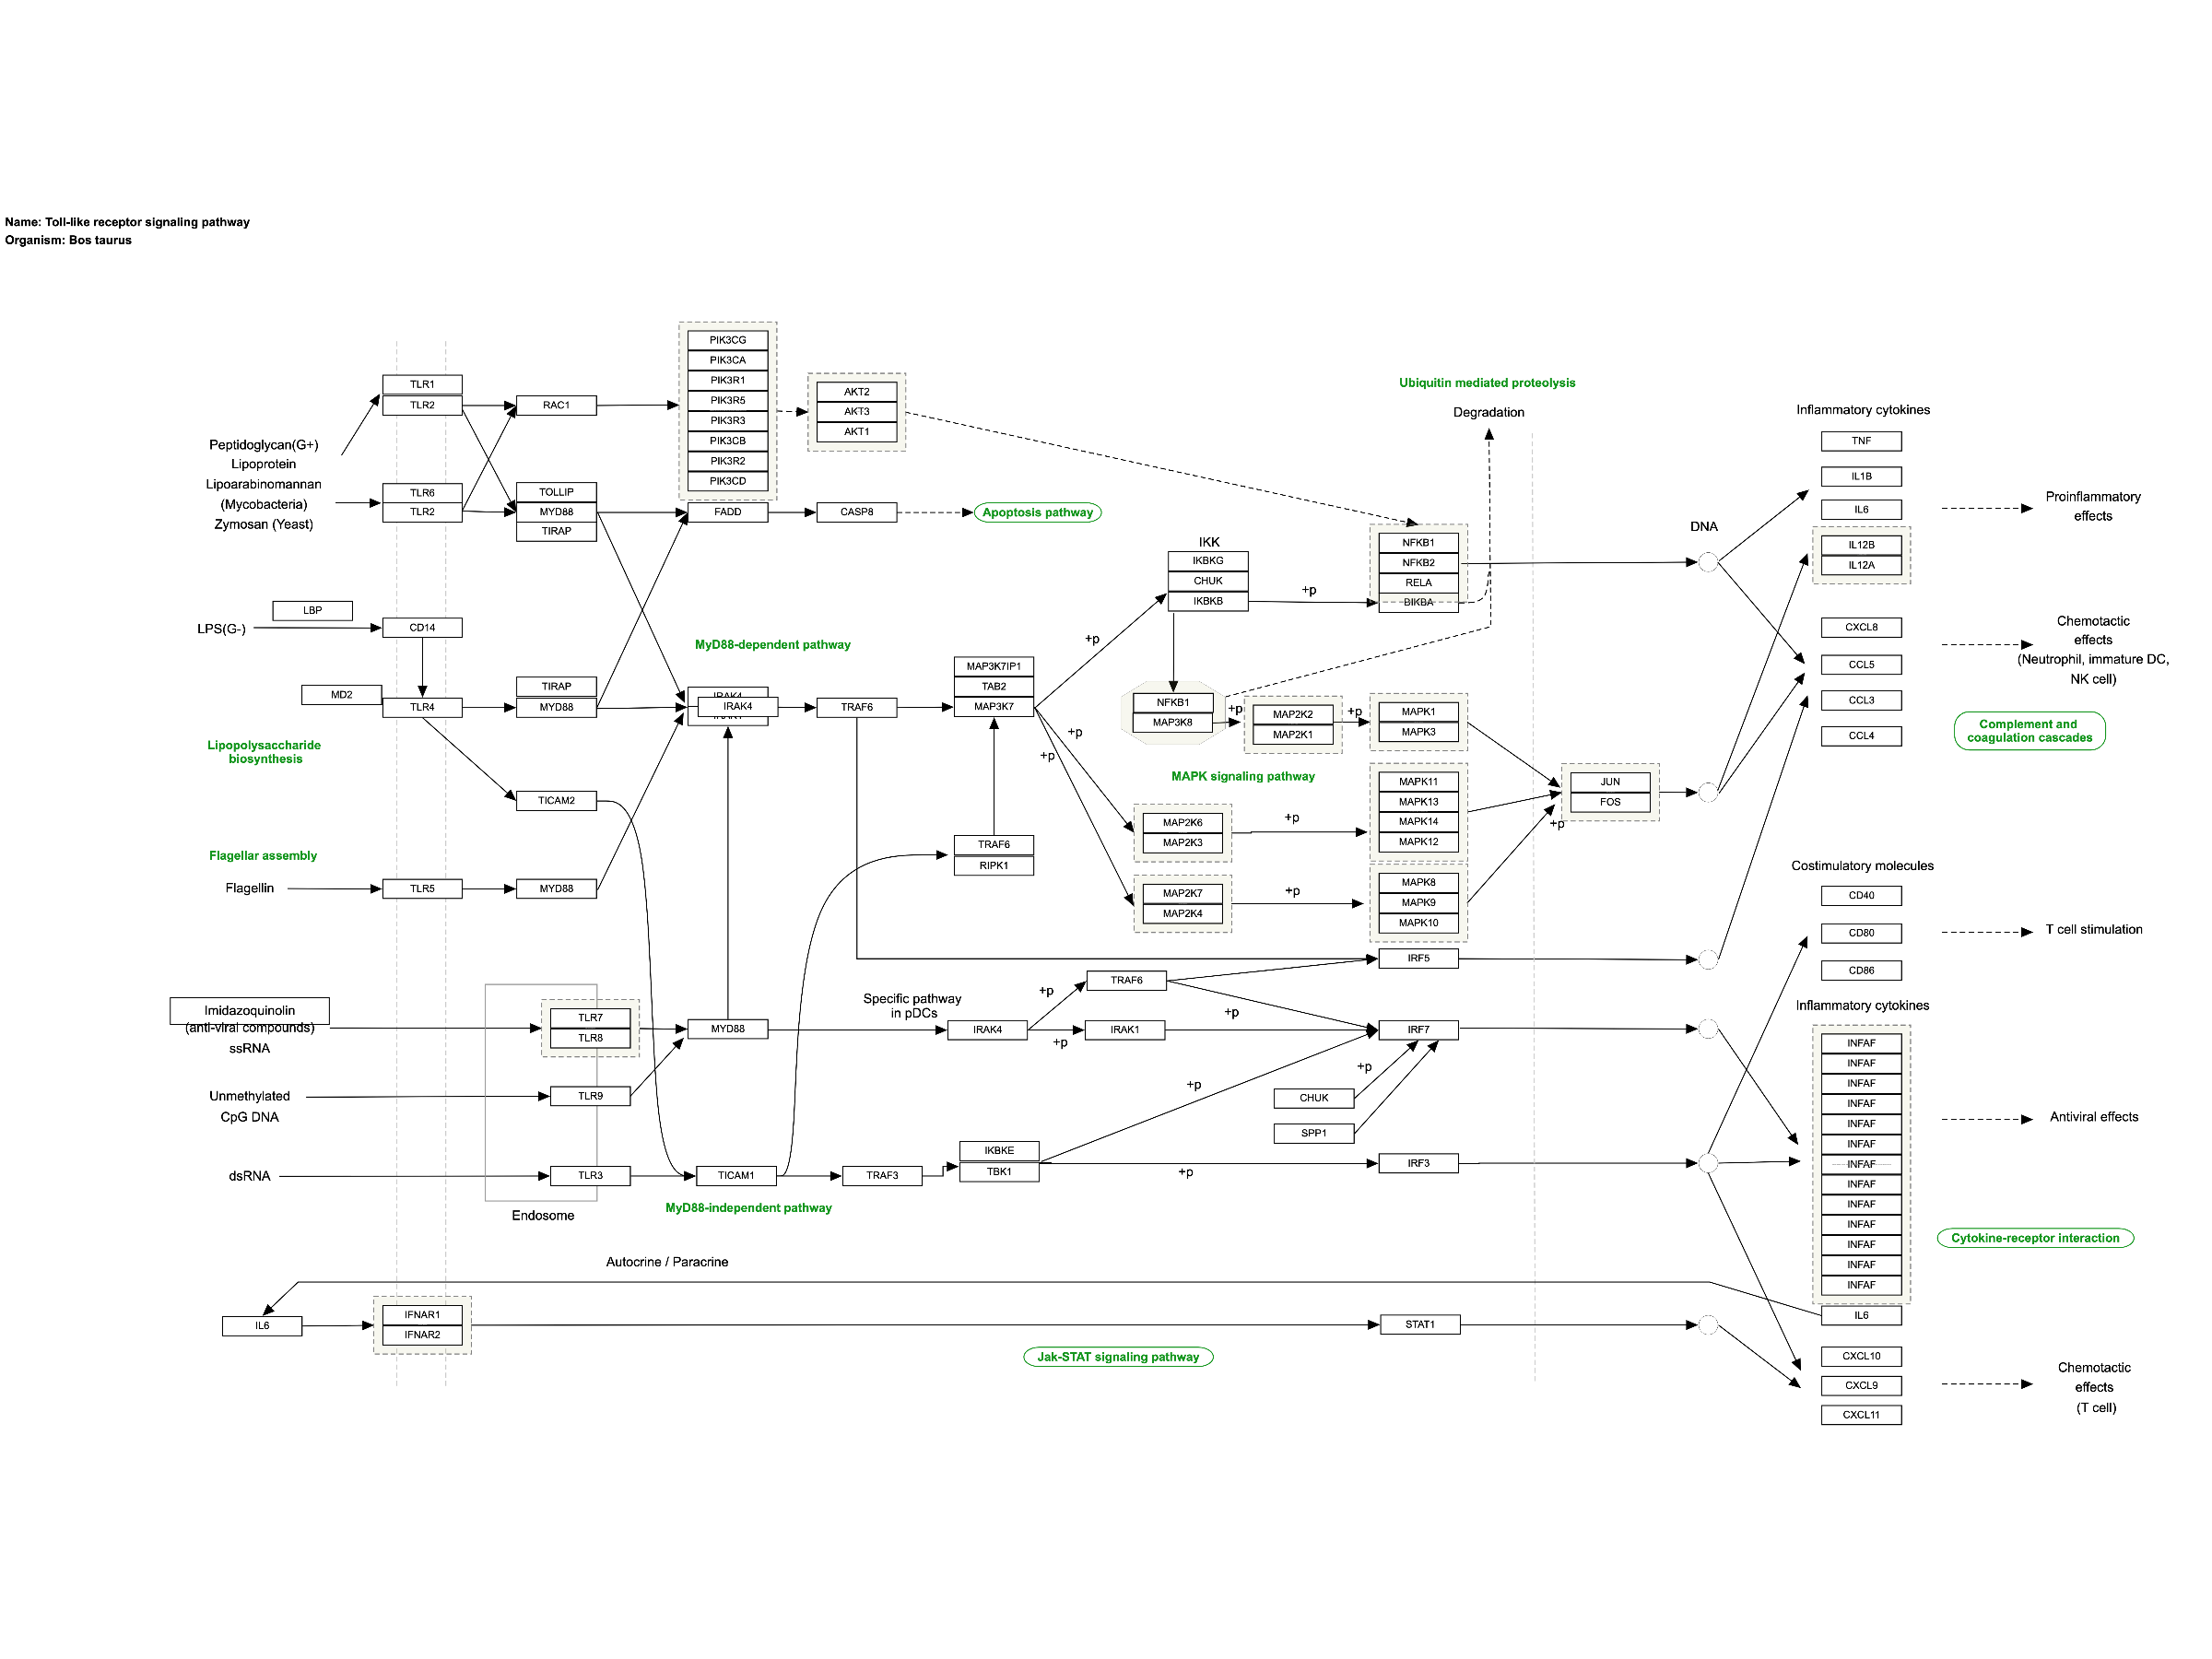 Name: Toll-like receptor signaling pathway
Organism: Bos taurus
PIK3CG
PIK3CA
PIK3R1
PIK3R5
PIK3R3
PIK3CB
PIK3R2
PIK3CD
TLR1
TLR2
RAC1
AKT2
AKT3
AKT1
Ubiquitin mediated proteolysis
Degradation
Inflammatory cytokines
TNF
IL1B
IL6
IL12B
IL12A
Proinflammatory
effects
Peptidoglycan(G+)
Lipoprotein
Lipoarabinomannan
(Mycobacteria)
Zymosan (Yeast)
TLR6
TLR2
TOLLIP
MYD88
TIRAP
FADD
CASP8
Apoptosis pathway
DNA
IKK
IKBKG
CHUK
IKBKB
+p
NFKB1
NFKB2
RELA
BIKBA
LBP
LPS(G-)
CD14
MyD88-dependent pathway
+p
CXCL8
CCL5
CCL3
CCL4
Chemotactic
effects
(Neutrophil, immature DC,
NK cell)
Complement and
coagulation cascades
MD2
TLR4
TIRAP
MYD88
IRAK4
IRAK4
TRAF6
MAP3K7IP1
TAB2
MAP3K7
NFKB1
MAP3K8
+p
MAP2K2
MAP2K1
+p
MAPK1
MAPK3
+p
+p
Lipopolysaccharide
biosynthesis
MAPK signaling pathway
TICAM2
MAPK11
MAPK13
MAPK14
MAPK12
JUN
FOS
+p
MAP2K6
MAP2K3
+p
TRAF6
RIPK1
Flagellar assembly
Flagellin
TLR5
MYD88
MAP2K7
MAP2K4
+p
MAPK8
MAPK9
MAPK10
Costimulatory molecules
CD40
CD80
CD86
T cell stimulation
IRF5
TRAF6
+p
Specific pathway
in pDCs
Imidazoquinolin
(anti-viral compounds)
ssRNA
TLR7
TLR8
MYD88
IRAK4
+p
IRAK1
+p
IRF7
Inflammatory cytokines
INFAF
INFAF
INFAF
INFAF
INFAF
INFAF
INFAF
INFAF
INFAF
INFAF
INFAF
INFAF
INFAF
IL6
Antiviral effects
Unmethylated
CpG DNA
TLR9
+p
+p
CHUK
SPP1
dsRNA
TLR3
TICAM1
TRAF3
IKBKE
TBK1
+p
IRF3
Endosome
MyD88-independent pathway
Cytokine-receptor interaction
Autocrine / Paracrine
IL6
IFNAR1
IFNAR2
STAT1
Jak-STAT signaling pathway
CXCL10
CXCL9
CXCL11
Chemotactic
effects
(T cell)